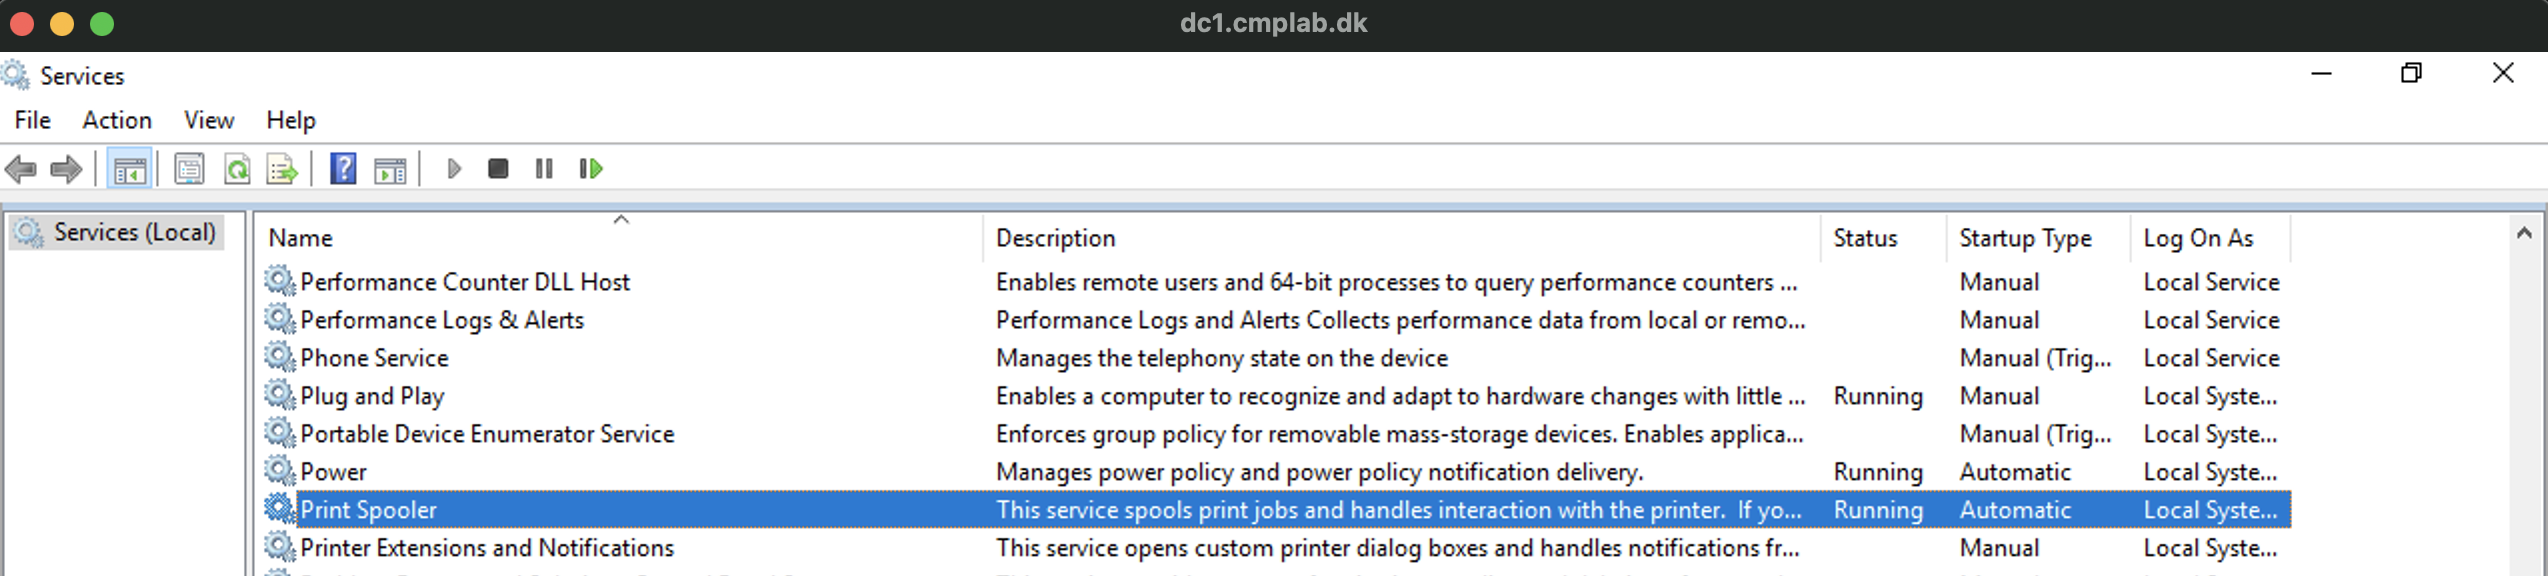 dc1.cmplab.dk
Services
File Action View Help
Services (Local)
Name Description Status Startup Type Log On As
Performance Counter DLL Host Enables remote users and 64-bit processes to query performance counters ... Manual Local Service
Performance Logs & Alerts Performance Logs and Alerts Collects performance data from local or remo... Manual Local Service
Phone Service Manages the telephony state on the device Manual (Trig... Local Service
Plug and Play Enables a computer to recognize and adapt to hardware changes with little ... Running Manual Local Syste...
Portable Device Enumerator Service Enforces group policy for removable mass-storage devices. Enables applica... Manual (Trig... Local Syste...
Power Manages power policy and power policy notification delivery. Running Automatic Local Syste...
Print Spooler This service spools print jobs and handles interaction with the printer.  If yo... Running Automatic Local Syste...
Printer Extensions and Notifications This service opens custom printer dialog boxes and handles notifications fr... Manual Local Syste...